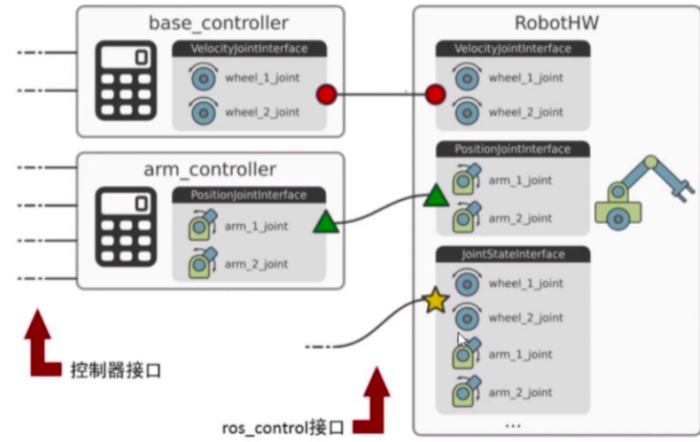 base_controller
VelocityJointInterface
wheel_1_joint
wheel_2_joint
arm_controller
PositionJointInterface
arm_1_joint
arm_2_joint
RobotHW
VelocityJointInterface
wheel_1_joint
wheel_2_joint
PositionJointInterface
arm_1_joint
arm_2_joint
JointStateInterface
wheel_1_joint
wheel_2_joint
arm_1_joint
arm_2_joint
...
控制器接口
ros_control接口